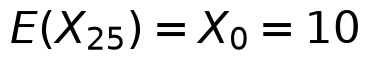 E(X₂₅) = X₀ = 10